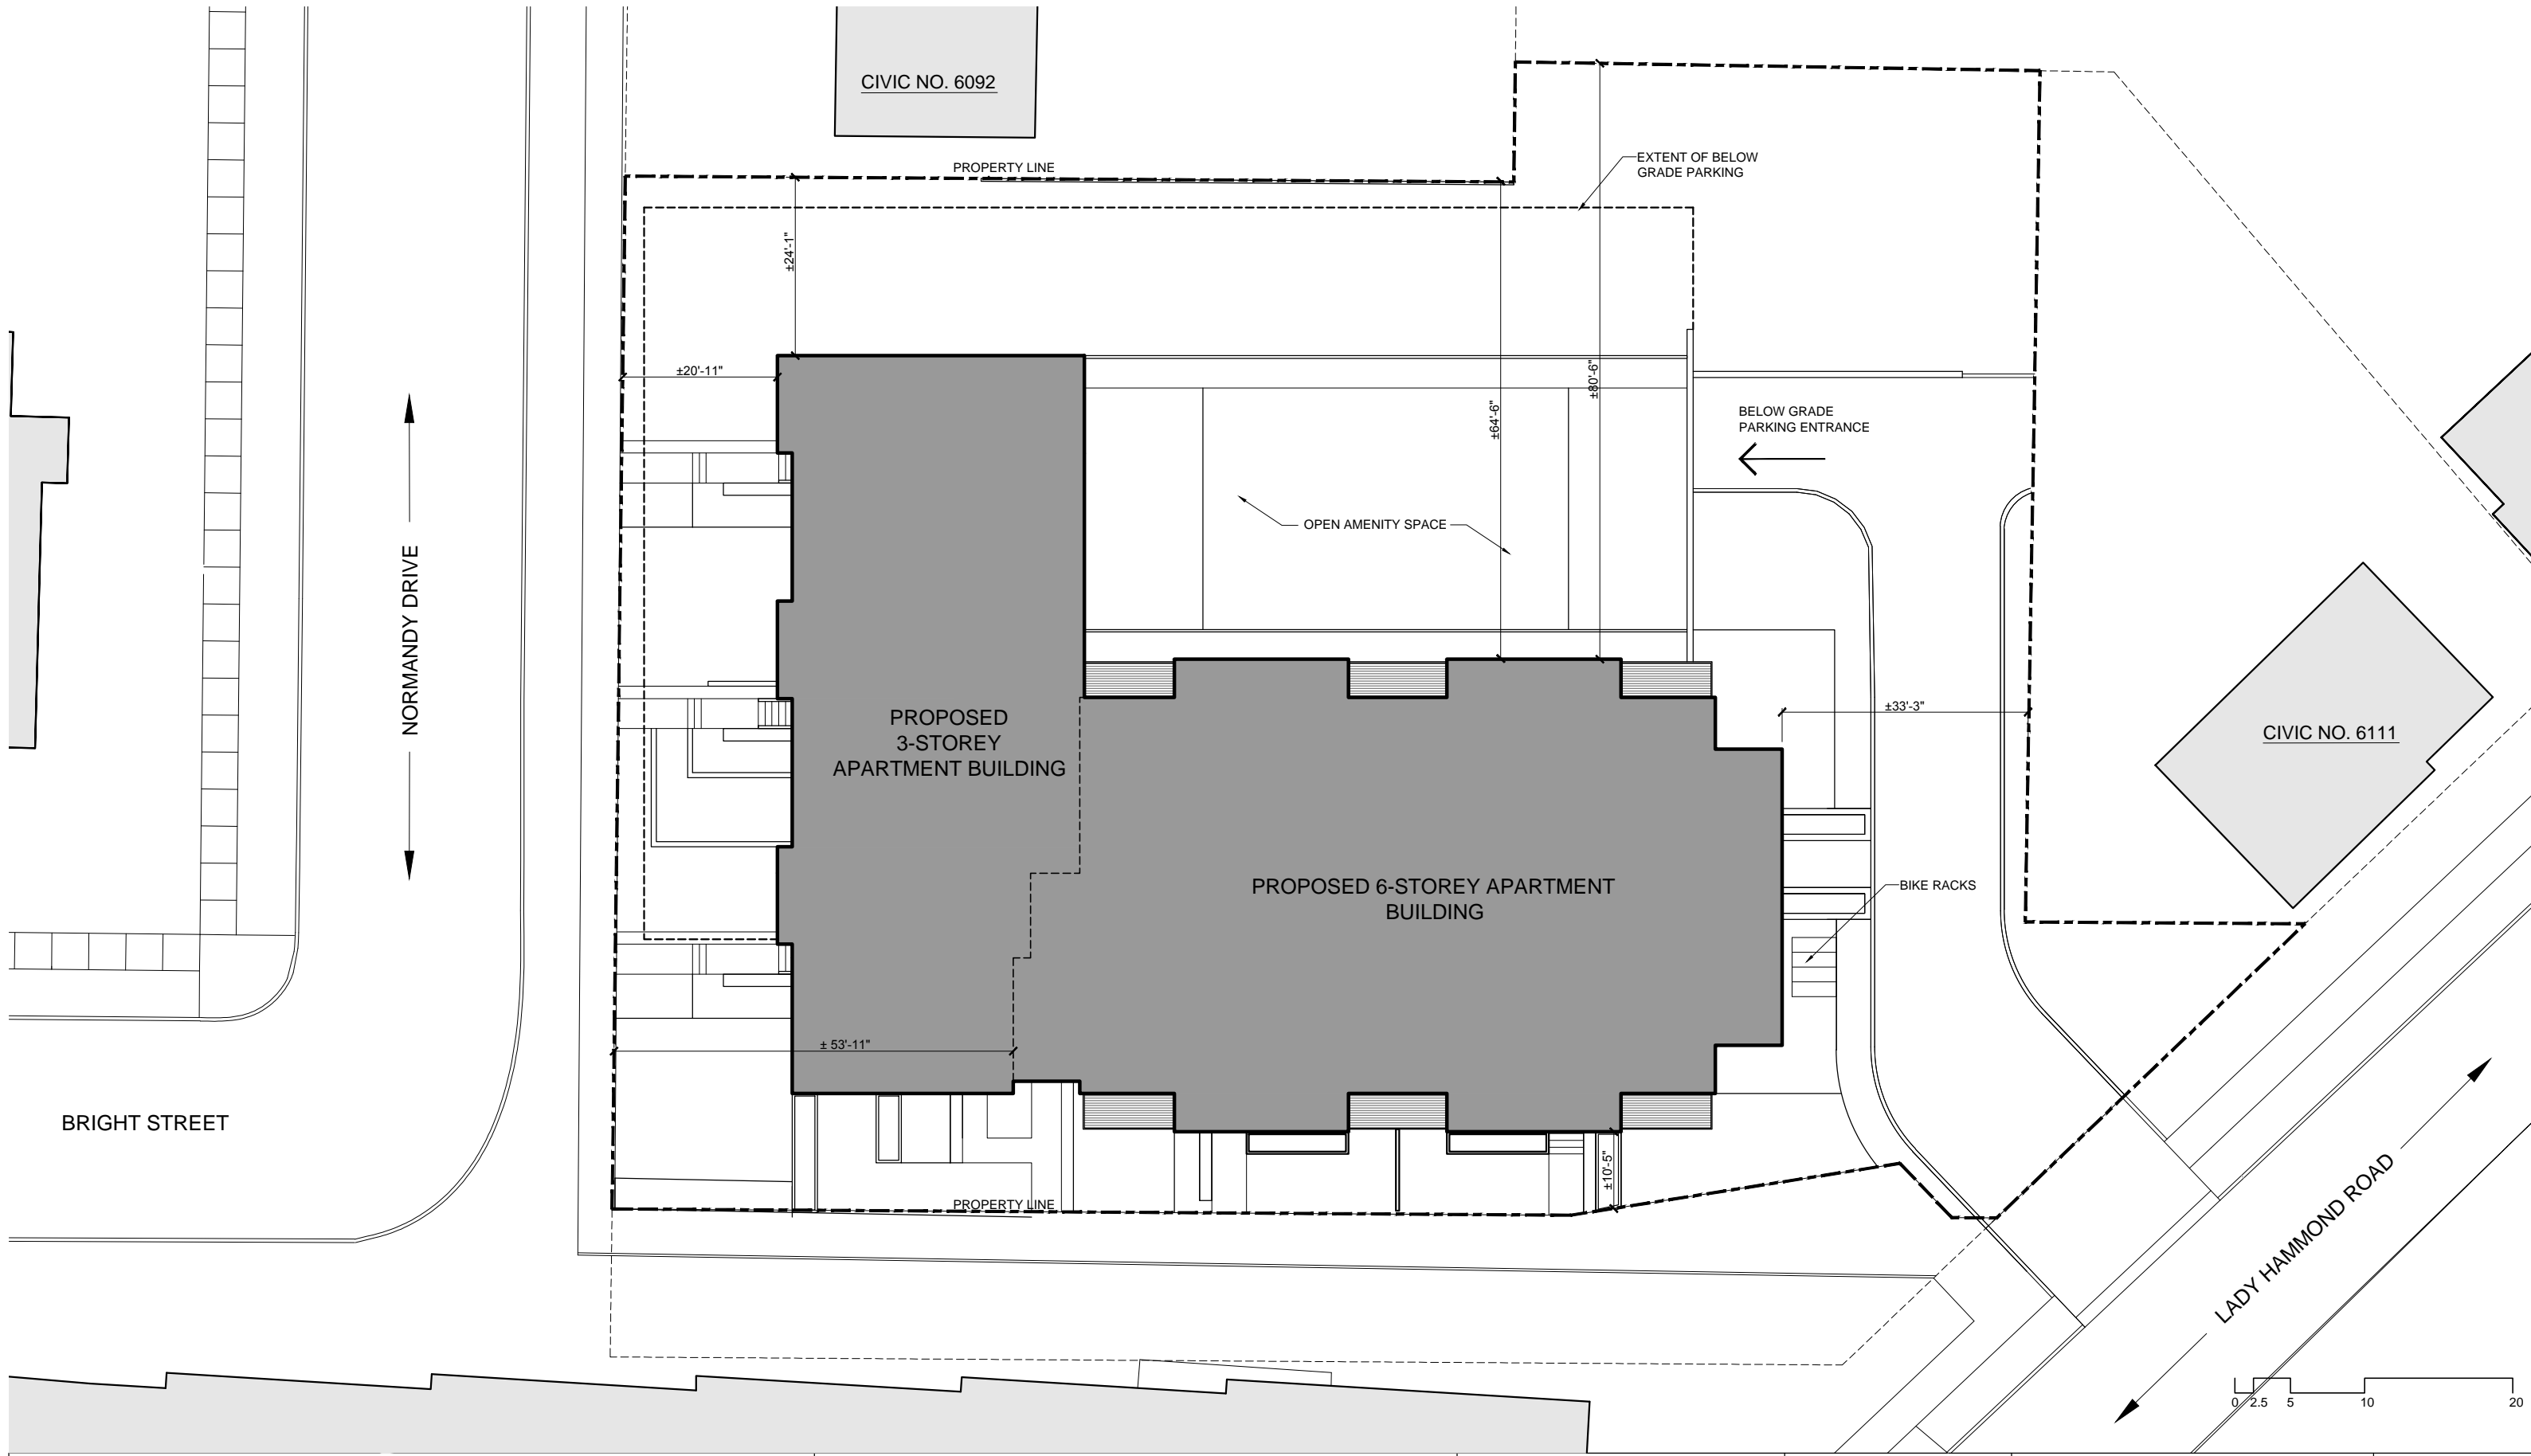 CIVIC NO. 6092
PROPERTY LINE
EXTENT OF BELOW
GRADE PARKING
±24'-1"
±20'-11"
±80'-6"
±64'-6"
BELOW GRADE
PARKING ENTRANCE
OPEN AMENITY SPACE
NORMANDY DRIVE
PROPOSED
3-STOREY
APARTMENT BUILDING
±33'-3"
CIVIC NO. 6111
PROPOSED 6-STOREY APARTMENT
BUILDING
BIKE RACKS
± 53'-11"
BRIGHT STREET
±10'-5"
PROPERTY LINE
LADY HAMMOND ROAD
0 2.5 5 10 20